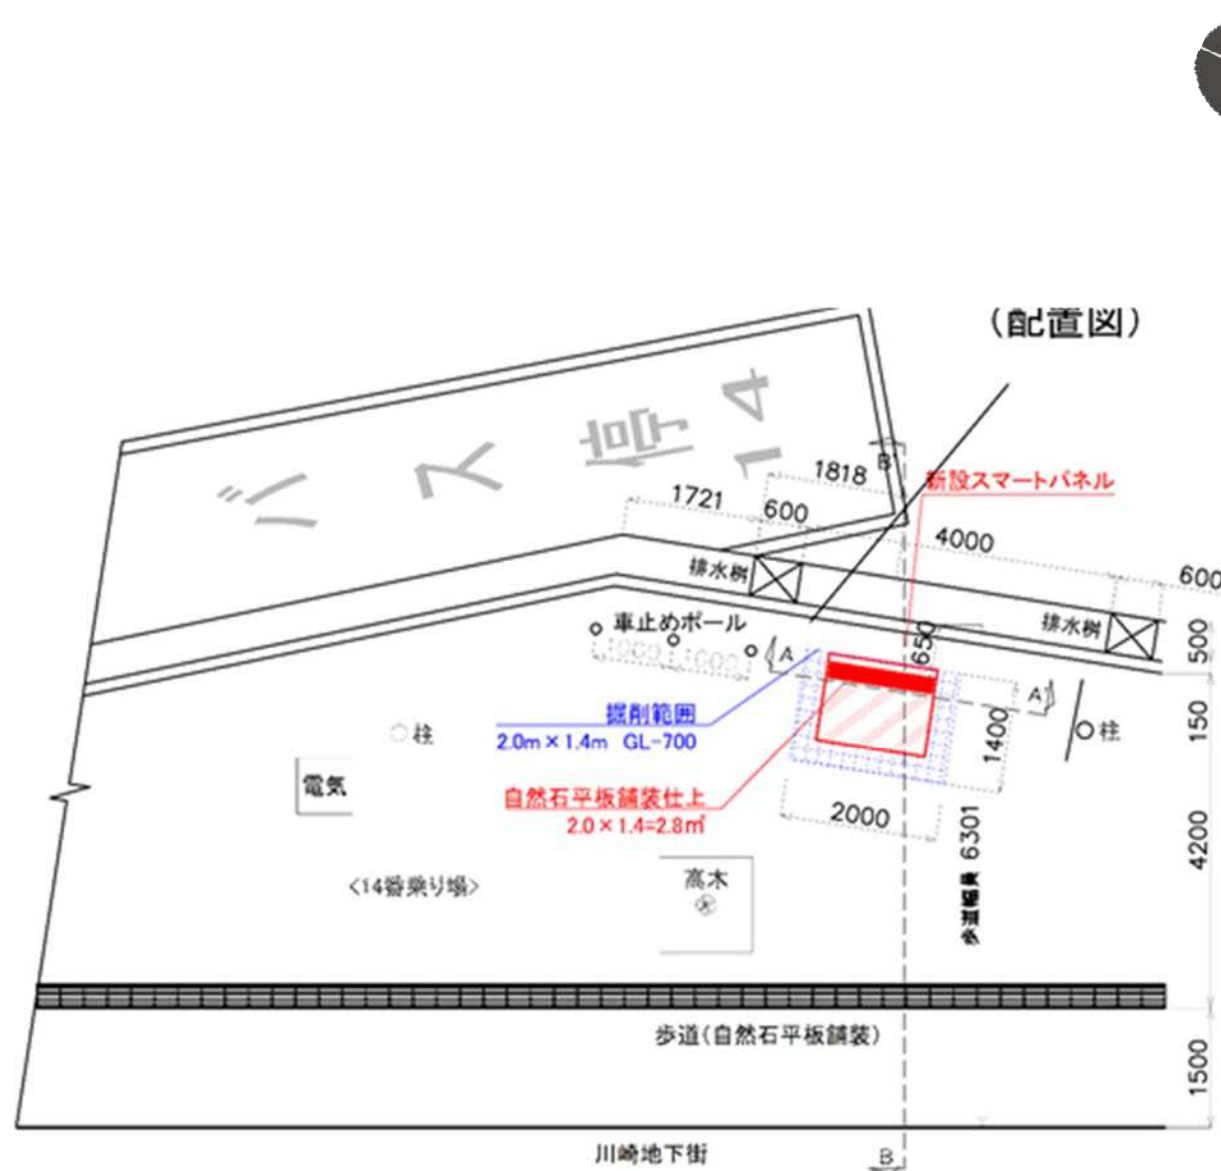 (配置図)
バス停
14
B
新設スマートパネル
1818
1721
600
4000
600
排水桝
排水桝
500
車止めポール
650
1000
1000
A
A
掘削範囲
2.0m×1.4m GL-700
柱
柱
150
1400
電気
自然石平板舗装仕上
2.0×1.4=2.8㎡
2000
4200
歩道幅員 6301
<14番乗り場>
高木
歩道(自然石平板舗装)
1500
川崎地下街
B